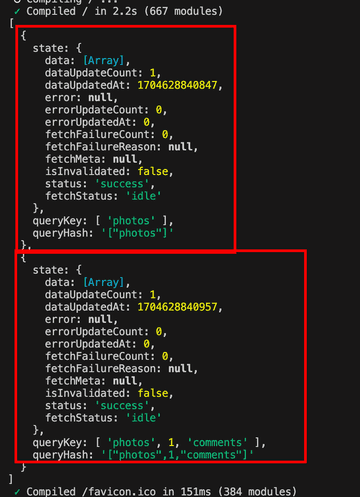 ✓ Compiled / in 2.2s (667 modules)
[
{
state: {
data: [Array],
dataUpdateCount: 1,
dataUpdatedAt: 1704628840847,
error: null,
errorUpdateCount: 0,
errorUpdatedAt: 0,
fetchFailureCount: 0,
fetchFailureReason: null,
fetchMeta: null,
isInvalidated: false,
status: 'success',
fetchStatus: 'idle'
},
queryKey: [ 'photos' ],
queryHash: '["photos"]'
},
{
state: {
data: [Array],
dataUpdateCount: 1,
dataUpdatedAt: 1704628840957,
error: null,
errorUpdateCount: 0,
errorUpdatedAt: 0,
fetchFailureCount: 0,
fetchFailureReason: null,
fetchMeta: null,
isInvalidated: false,
status: 'success',
fetchStatus: 'idle'
},
queryKey: [ 'photos', 1, 'comments' ],
queryHash: '["photos",1,"comments"]'
}
]
✓ Compiled /favicon.ico in 151ms (384 modules)